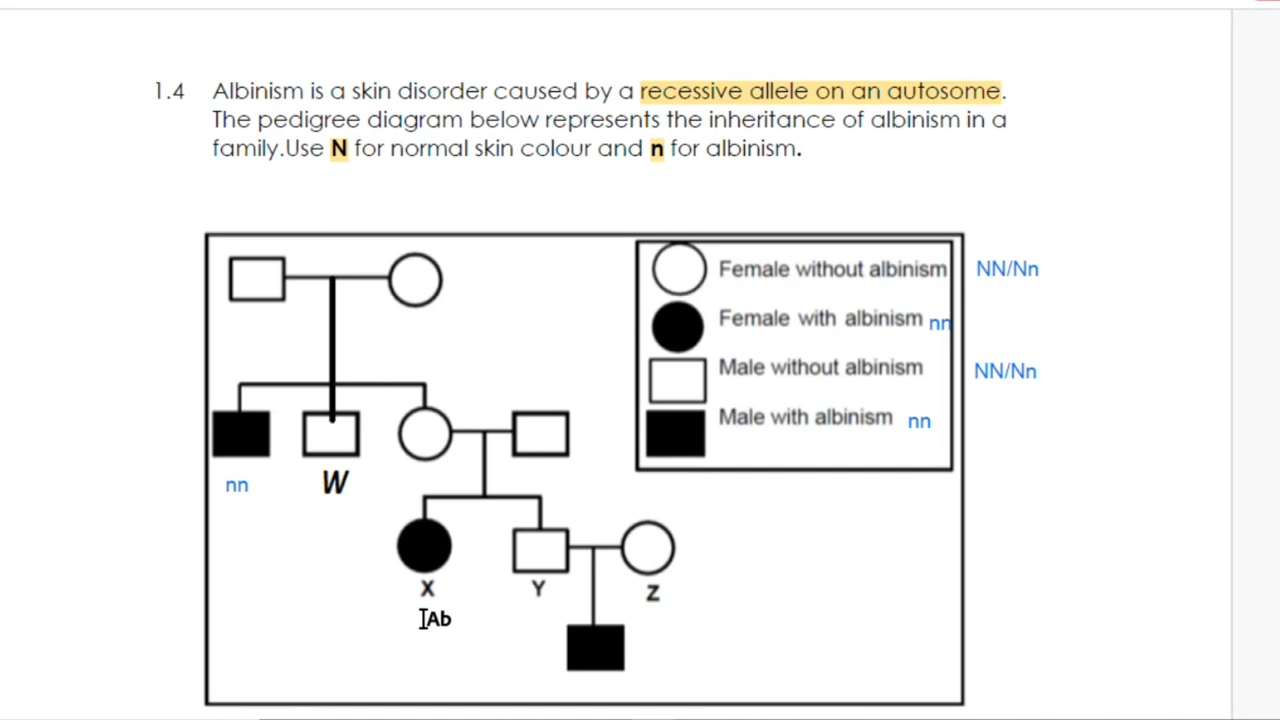 1.4 Albinism is a skin disorder caused by a recessive allele on an autosome.
The pedigree diagram below represents the inheritance of albinism in a
family.Use N for normal skin colour and n for albinism.
Female without albinism NN/Nn
Female with albinism nn
Male without albinism NN/Nn
Male with albinism nn
nn W
X Y Z
Ab